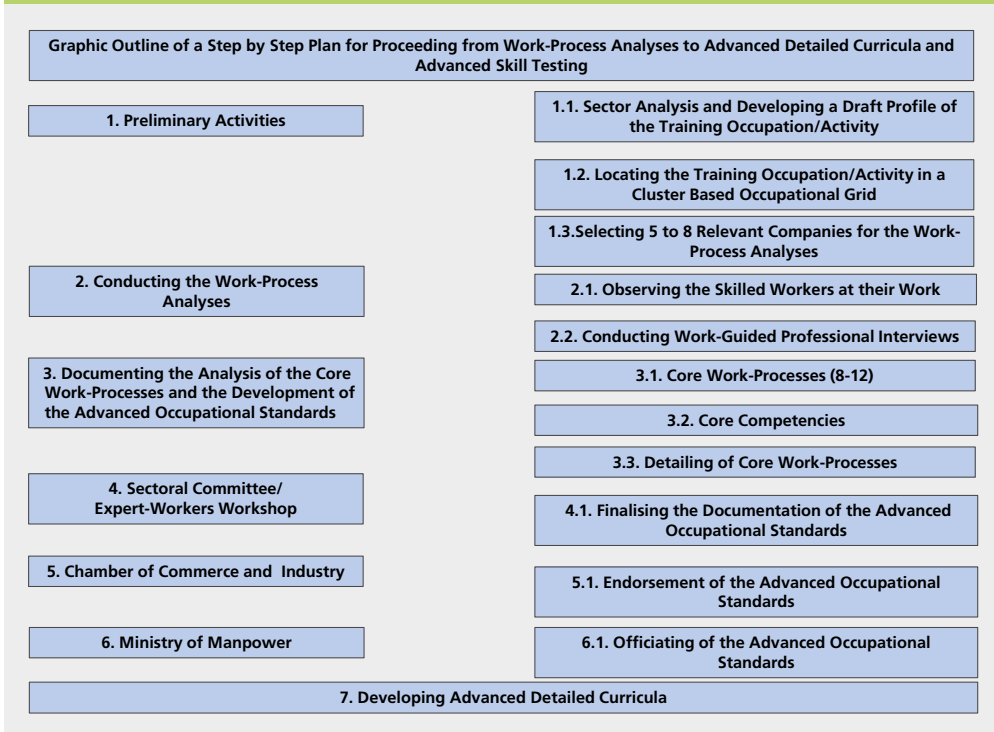 Graphic Outline of a Step by Step Plan for Proceeding from Work-Process Analyses to Advanced Detailed Curricula and
Advanced Skill Testing
1. Preliminary Activities
1.1. Sector Analysis and Developing a Draft Profile of
the Training Occupation/Activity
1.2. Locating the Training Occupation/Activity in a
Cluster Based Occupational Grid
1.3.Selecting 5 to 8 Relevant Companies for the Work-
Process Analyses
2. Conducting the Work-Process
Analyses
2.1. Observing the Skilled Workers at their Work
2.2. Conducting Work-Guided Professional Interviews
3. Documenting the Analysis of the Core
Work-Processes and the Development of
the Advanced Occupational Standards
3.1. Core Work-Processes (8-12)
3.2. Core Competencies
3.3. Detailing of Core Work-Processes
4. Sectoral Committee/
Expert-Workers Workshop
4.1. Finalising the Documentation of the Advanced
Occupational Standards
5. Chamber of Commerce and Industry
5.1. Endorsement of the Advanced Occupational
Standards
6. Ministry of Manpower
6.1. Officiating of the Advanced Occupational
Standards
7. Developing Advanced Detailed Curricula